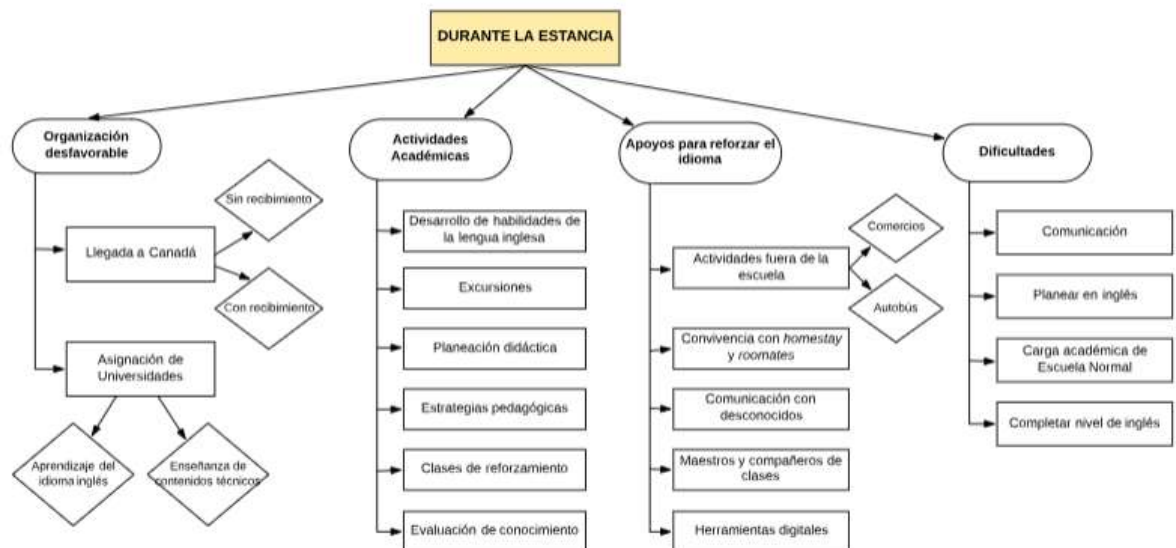 DURANTE LA ESTANCIA
Organización
desfavorable
Llegada a Canadá
Sin recibimiento
Con recibimiento
Asignación de
Universidades
Aprendizaje del
idioma inglés
Enseñanza de
contenidos técnicos
Actividades
Académicas
Desarrollo de habilidades de
la lengua inglesa
Excursiones
Planeación didáctica
Estrategias pedagógicas
Clases de reforzamiento
Evaluación de conocimiento
Apoyos para reforzar el
idioma
Actividades fuera de la
escuela
Comercios
Autobús
Convivencia con homestay
y roomates
Comunicación con
desconocidos
Maestros y compañeros de
clases
Herramientas digitales
Dificultades
Comunicación
Planear en inglés
Carga académica de
Escuela Normal
Completar nivel de inglés